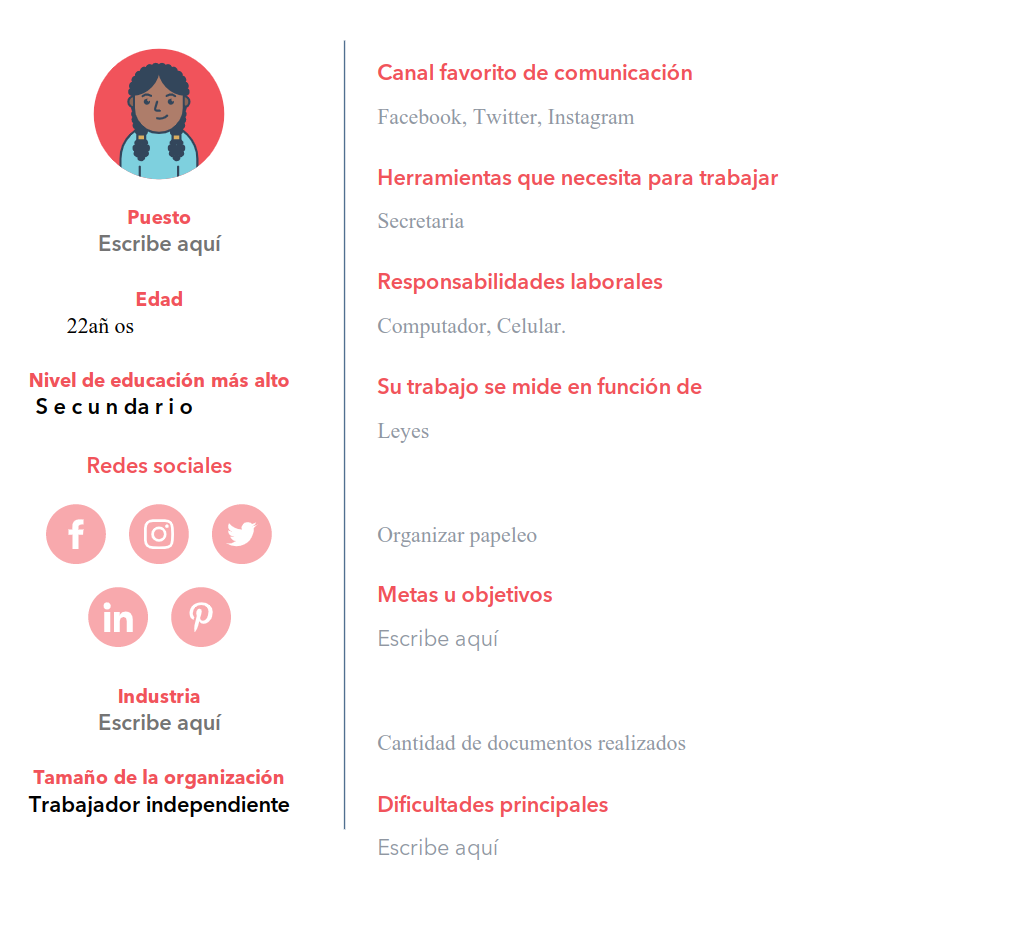 Puesto
Escribe aquí
Edad
22añ os
Nivel de educación más alto
S e c u n da r i o
Redes sociales
f
in
Industria
Escribe aquí
Tamaño de la organización
Trabajador independiente
Canal favorito de comunicación
Facebook, Twitter, Instagram
Herramientas que necesita para trabajar
Secretaria
Responsabilidades laborales
Computador, Celular.
Su trabajo se mide en función de
Leyes
Organizar papeleo
Metas u objetivos
Escribe aquí
Cantidad de documentos realizados
Dificultades principales
Escribe aquí